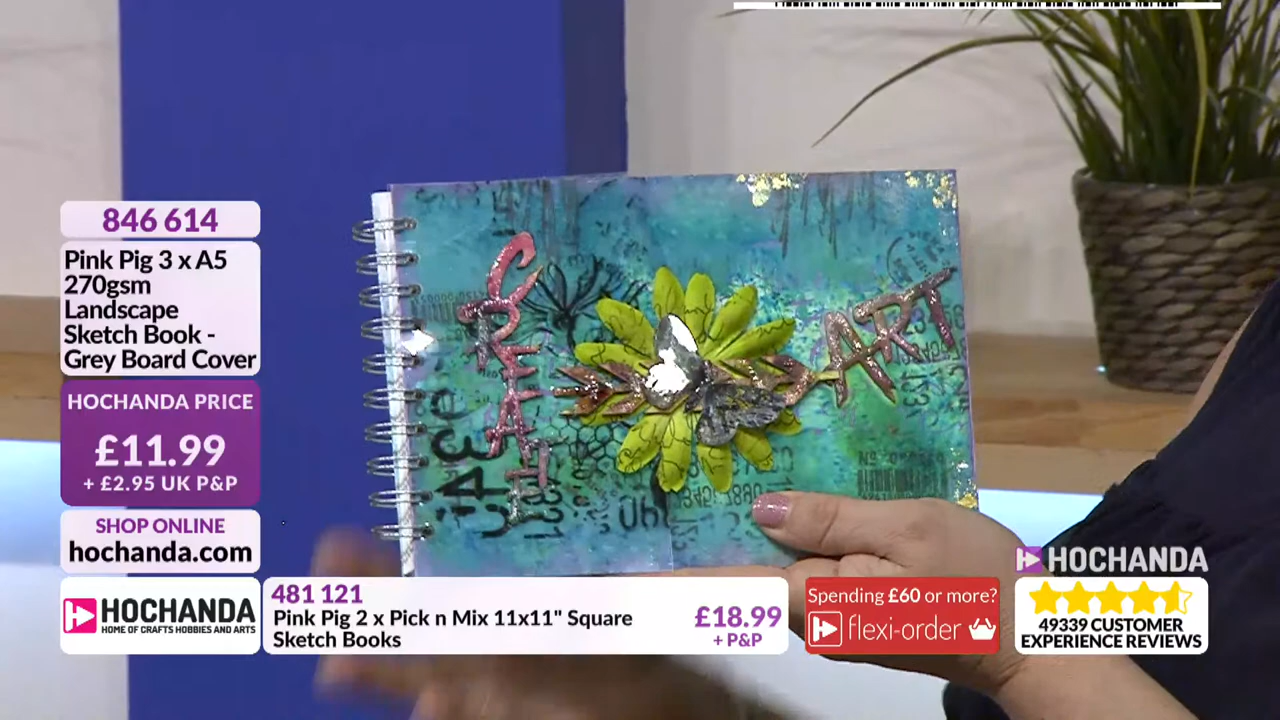 846 614
Pink Pig 3 x A5
270gsm
Landscape
Sketch Book -
Grey Board Cover
HOCHANDA PRICE
£11.99
+ £2.95 UK P&P
SHOP ONLINE
hochanda.com
HOCHANDA
HOME OF CRAFTS HOBBIES AND ARTS
481 121
Pink Pig 2 x Pick n Mix 11x11" Square
Sketch Books
£18.99
+ P&P
Spending £60 or more?
flexi-order
HOCHANDA
49339 CUSTOMER
EXPERIENCE REVIEWS
ART